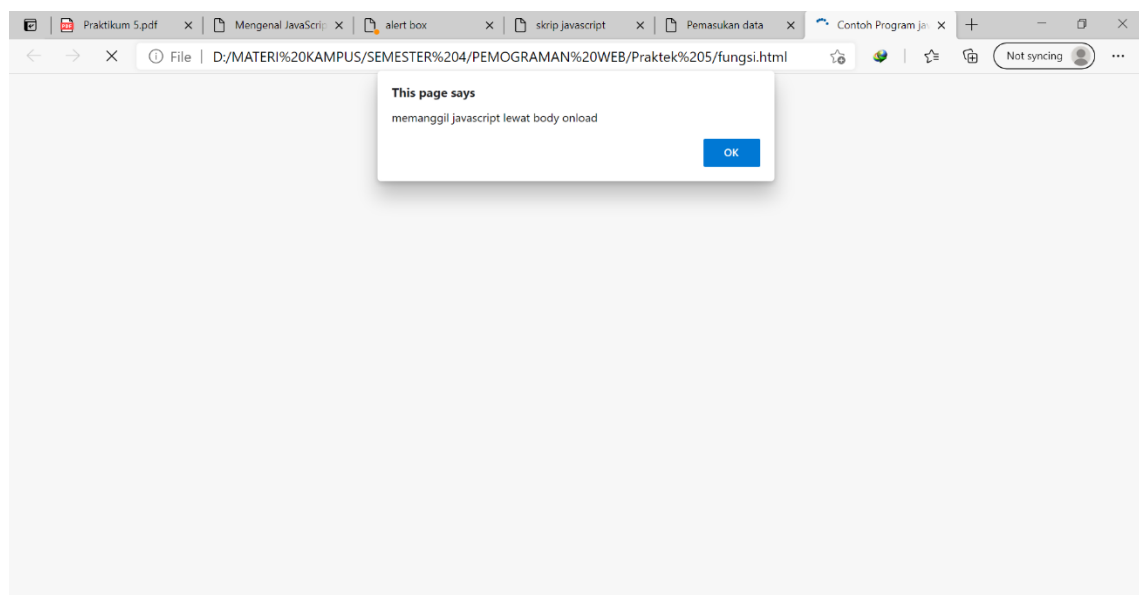 Praktikum 5.pdf
Mengenal JavaScrip
alert box
skrip javascript
Pemasukan data
Contoh Program jav
File | D:/MATERI%20KAMPUS/SEMESTER%204/PEMOGRAMAN%20WEB/Praktek%205/fungsi.html
Not syncing
This page says
memanggil javascript lewat body onload
OK